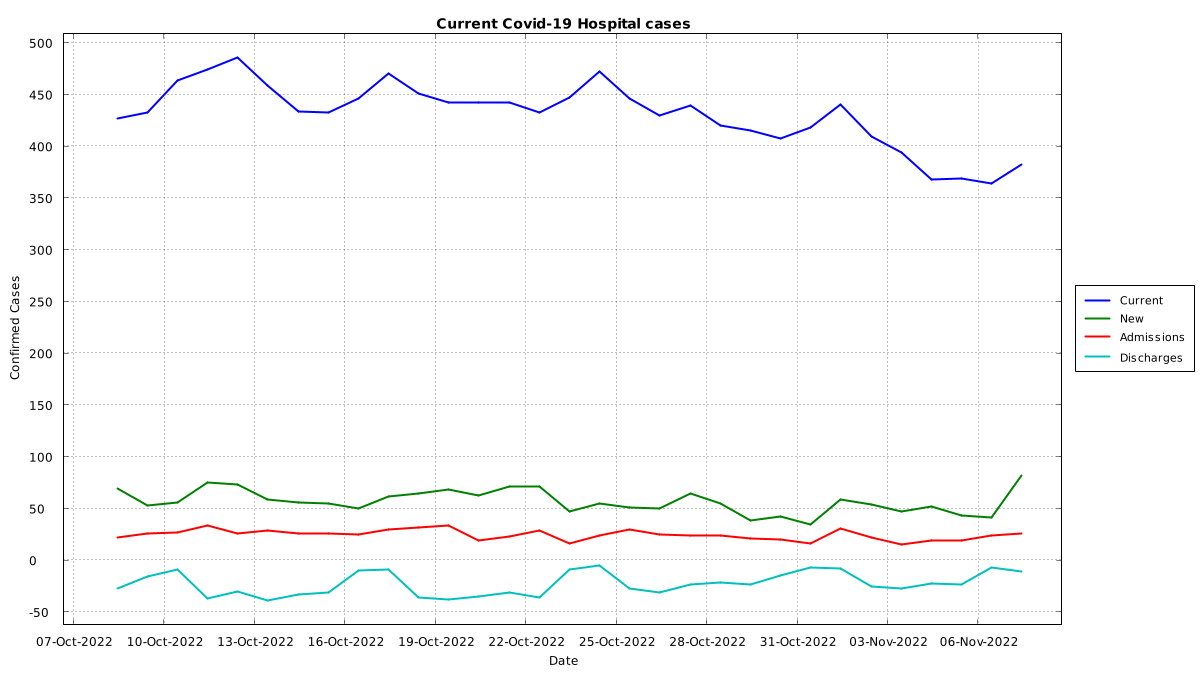 Current Covid-19 Hospital cases
500
450
400
350
300
250
200
150
100
50
0
-50
Confirmed Cases
07-Oct-2022 10-Oct-2022 13-Oct-2022 16-Oct-2022 19-Oct-2022 22-Oct-2022 25-Oct-2022 28-Oct-2022 31-Oct-2022 03-Nov-2022 06-Nov-2022
Date
Current
New
Admissions
Discharges